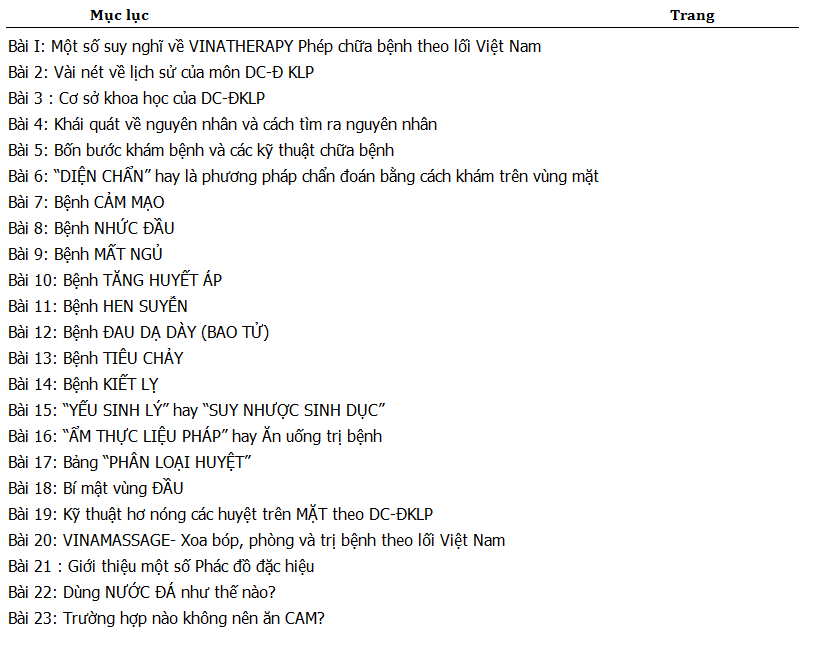 Mục lục Trang
Bài I: Một số suy nghĩ về VINATHERAPY Phép chữa bệnh theo lối Việt Nam
Bài 2: Vài nét về lịch sử của môn DC-Đ KLP
Bài 3 : Cơ sở khoa học của DC-ĐKLP
Bài 4: Khái quát về nguyên nhân và cách tìm ra nguyên nhân
Bài 5: Bốn bước khám bệnh và các kỹ thuật chữa bệnh
Bài 6: “DIỆN CHẨN” hay là phương pháp chẩn đoán bằng cách khám trên vùng mặt
Bài 7: Bệnh CẢM MẠO
Bài 8: Bệnh NHỨC ĐẦU
Bài 9: Bệnh MẤT NGỦ
Bài 10: Bệnh TĂNG HUYẾT ÁP
Bài 11: Bệnh HEN SUYỄN
Bài 12: Bệnh ĐAU DẠ DÀY (BAO TỬ)
Bài 13: Bệnh TIÊU CHẢY
Bài 14: Bệnh KIẾT LỴ
Bài 15: “YẾU SINH LÝ” hay “SUY NHƯỢC SINH DỤC”
Bài 16: “ẨM THỰC LIỆU PHÁP” hay Ăn uống trị bệnh
Bài 17: Bảng “PHÂN LOẠI HUYỆT”
Bài 18: Bí mật vùng ĐẦU
Bài 19: Kỹ thuật hơ nóng các huyệt trên MẶT theo DC-ĐKLP
Bài 20: VINAMASSAGE- Xoa bóp, phòng và trị bệnh theo lối Việt Nam
Bài 21 : Giới thiệu một số Phác đồ đặc hiệu
Bài 22: Dùng NƯỚC ĐÁ như thế nào?
Bài 23: Trường hợp nào không nên ăn CAM?